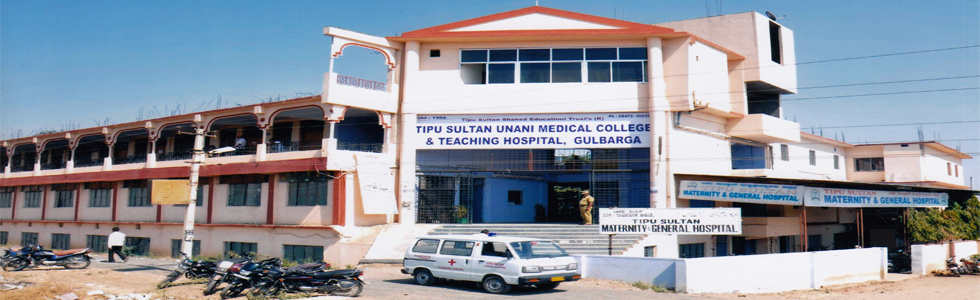 Tipu Sultan Shaheed Educational Trust's (R)
TIPU SULTAN UNANI MEDICAL COLLEGE
& TEACHING HOSPITAL, GULBARGA
TIPU SULTAN
MATERNITY & GENERAL HOSPITAL
MATERNITY & GENERAL HOSPITAL
TIPU SULTAN
MATERNITY & GENERAL HOSPITAL